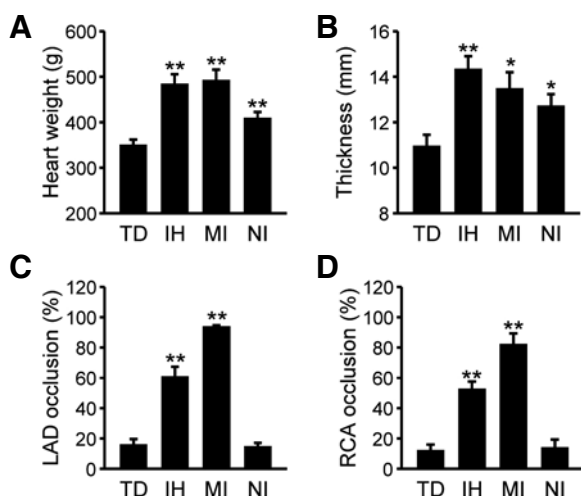 A
Heart weight (g)
600
500
400
300
200
**
**
**
TD IH MI NI
B
Thickness (mm)
16
14
12
10
8
**
*
*
TD IH MI NI
C
LAD occlusion (%)
120
100
80
60
40
20
0
**
**
TD IH MI NI
D
RCA occlusion (%)
120
100
80
60
40
20
0
**
**
TD IH MI NI